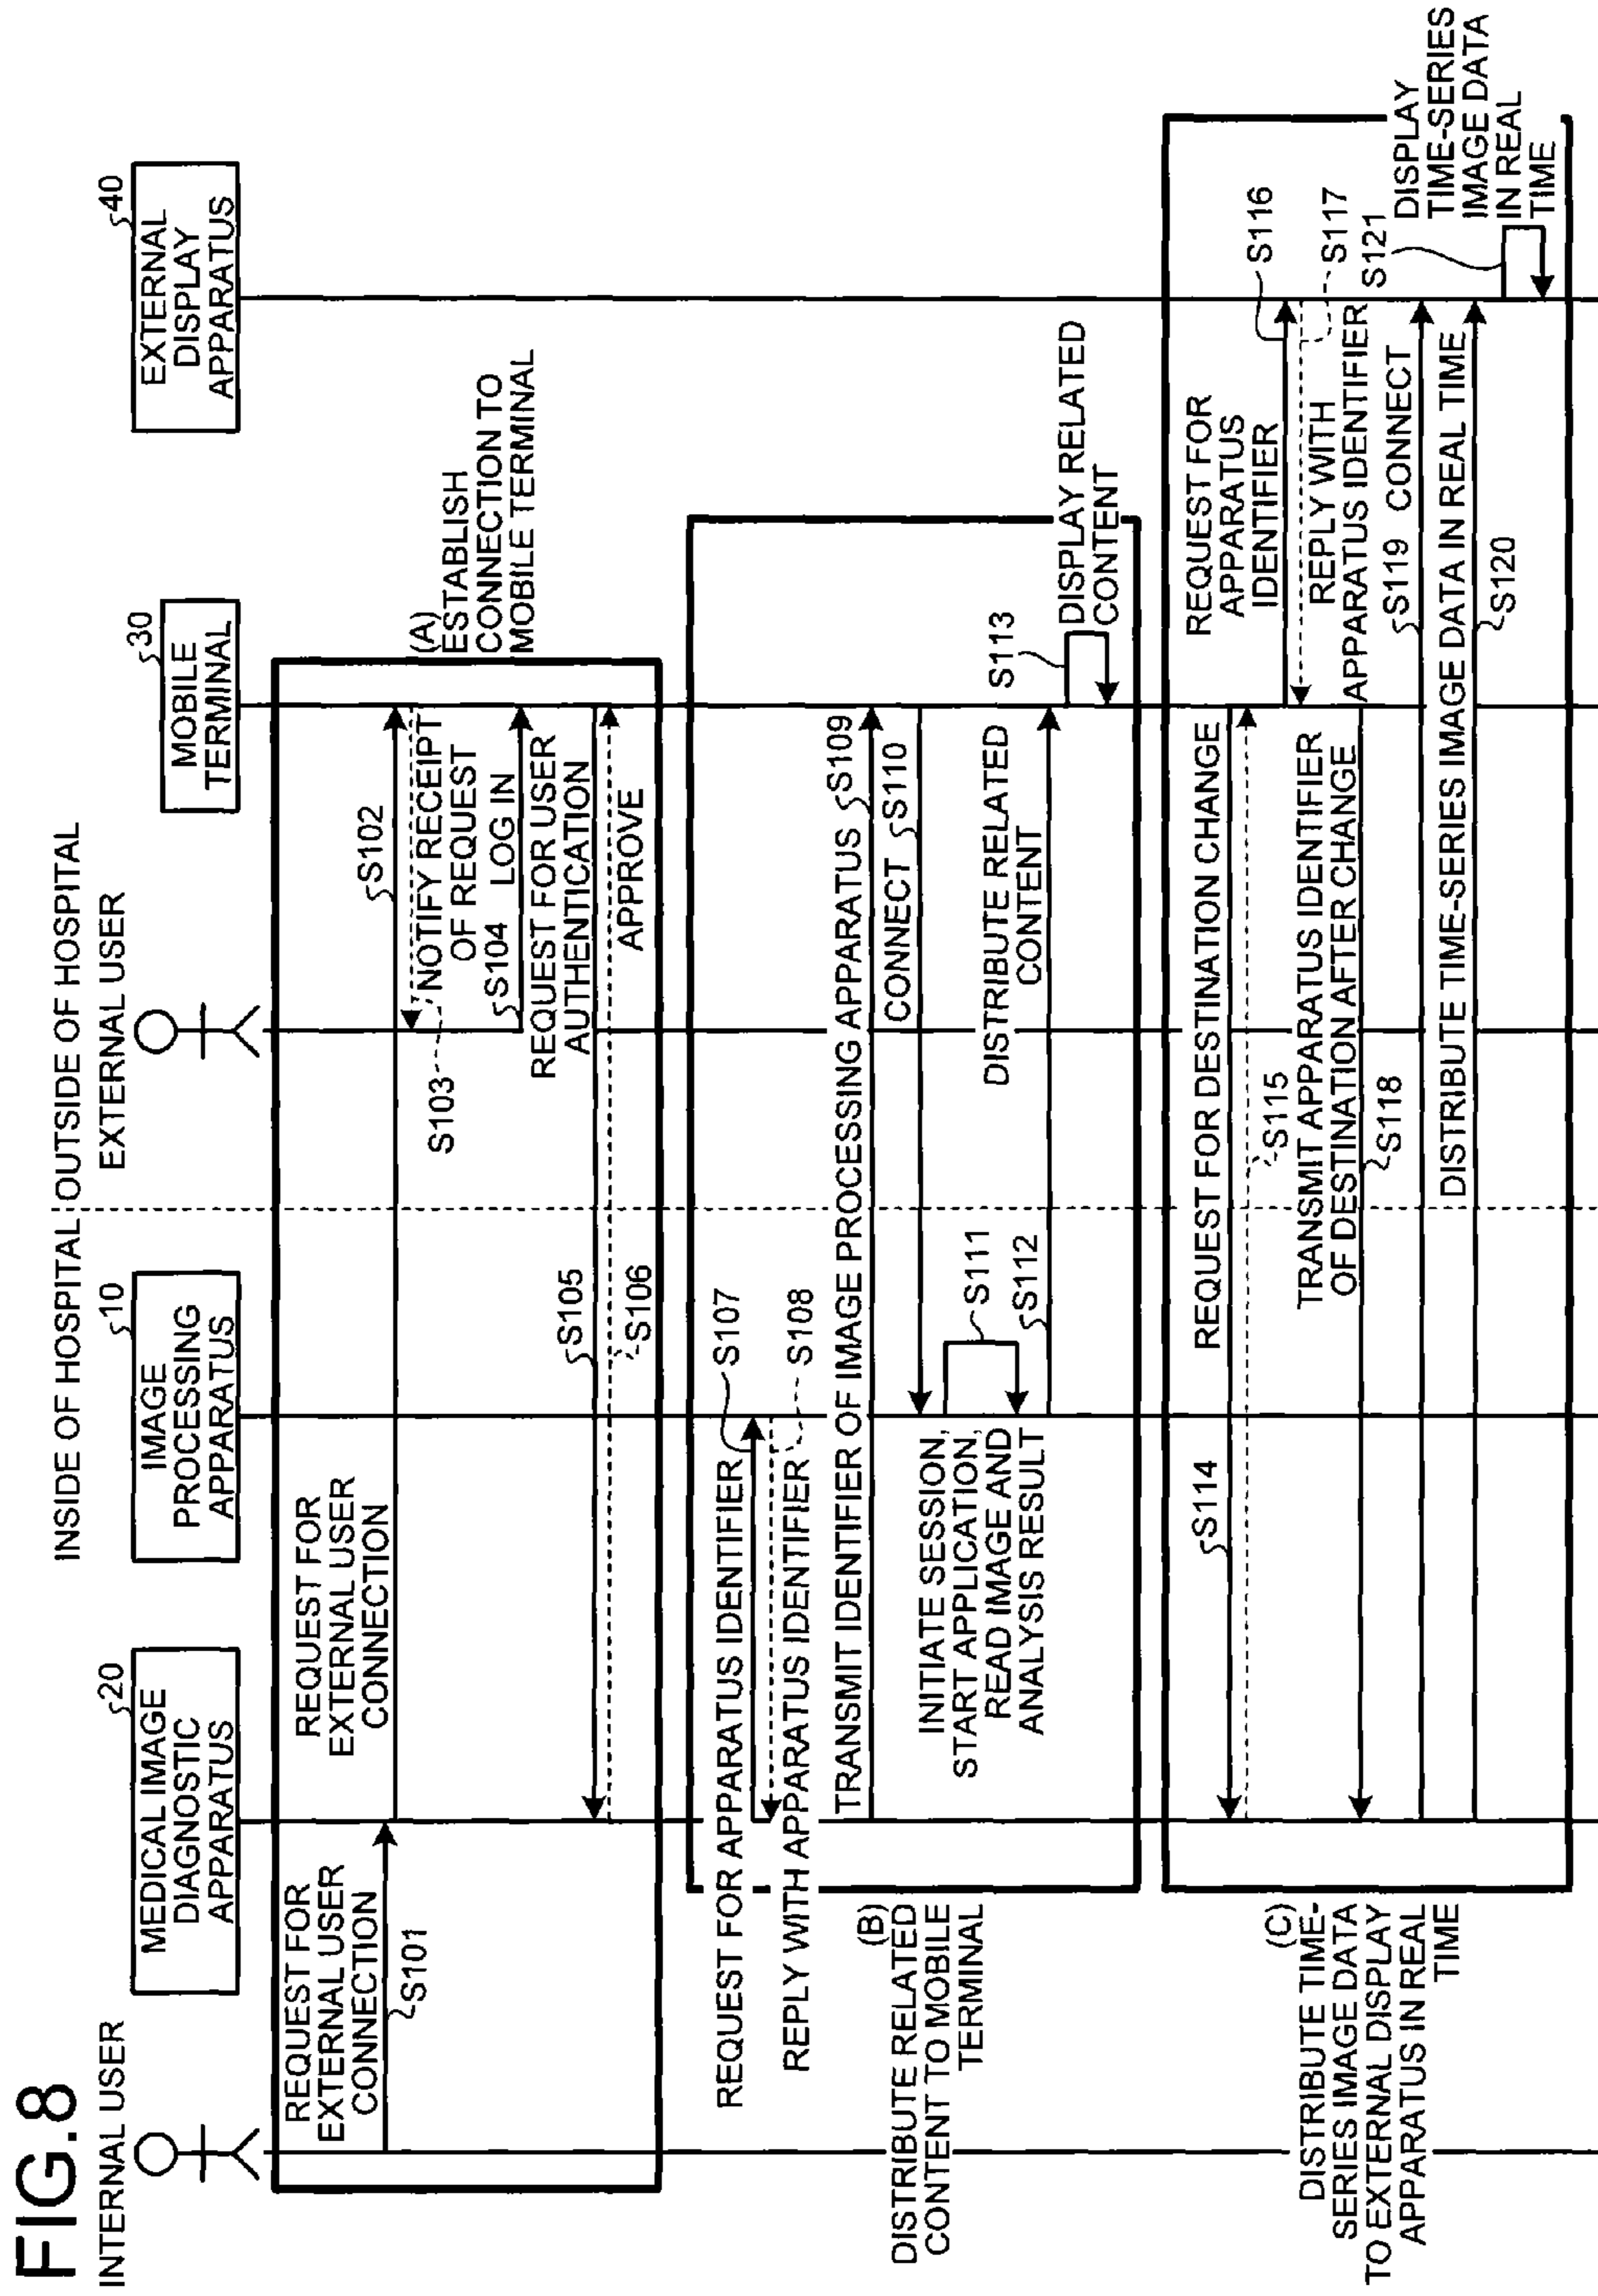 FIG.8
INSIDE OF HOSPITAL
OUTSIDE OF HOSPITAL
INTERNAL USER
EXTERNAL USER
20
MEDICAL IMAGE
DIAGNOSTIC
APPARATUS
10
IMAGE
PROCESSING
APPARATUS
30
MOBILE
TERMINAL
40
EXTERNAL
DISPLAY
APPARATUS
REQUEST FOR
EXTERNAL USER
CONNECTION
S101
REQUEST FOR
EXTERNAL USER
CONNECTION
S102
S103
NOTIFY RECEIPT
OF REQUEST
S104
LOG IN
REQUEST FOR USER
AUTHENTICATION
S105
S106
APPROVE
(A)
ESTABLISH
CONNECTION TO
MOBILE TERMINAL
REQUEST FOR APPARATUS IDENTIFIER
S107
REPLY WITH APPARATUS IDENTIFIER
S108
TRANSMIT IDENTIFIER OF IMAGE PROCESSING APPARATUS
S109
CONNECT
S110
INITIATE SESSION,
START APPLICATION,
READ IMAGE AND
ANALYSIS RESULT
S111
S112
DISTRIBUTE RELATED
CONTENT
S113
DISPLAY RELATED
CONTENT
(B)
DISTRIBUTE RELATED
CONTENT TO MOBILE
TERMINAL
REQUEST FOR DESTINATION CHANGE
S114
S115
REQUEST FOR
APPARATUS
IDENTIFIER
S116
REPLY WITH
APPARATUS IDENTIFIER
S117
TRANSMIT APPARATUS IDENTIFIER
OF DESTINATION AFTER CHANGE
S118
S119
CONNECT
DISTRIBUTE TIME-SERIES IMAGE DATA IN REAL TIME
S120
S121
DISPLAY
TIME-SERIES
IMAGE DATA
IN REAL
TIME
(C)
DISTRIBUTE TIME-
SERIES IMAGE DATA
TO EXTERNAL DISPLAY
APPARATUS IN REAL
TIME